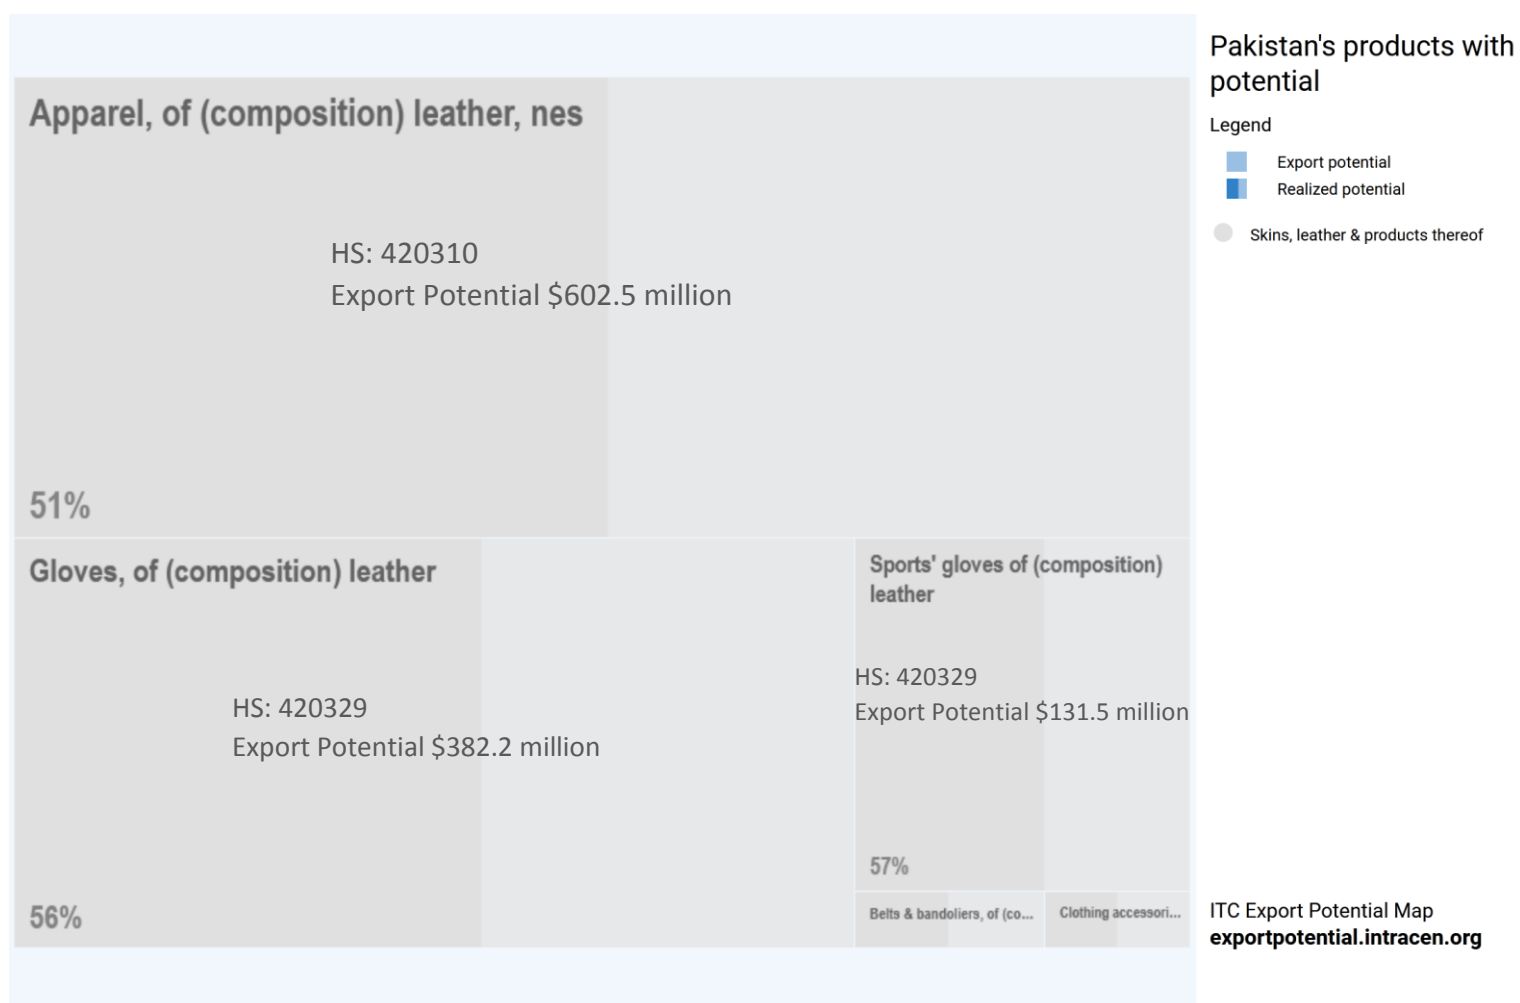 Apparel, of (composition) leather, nes
HS: 420310
Export Potential $602.5 million
51%
Gloves, of (composition) leather
HS: 420329
Export Potential $382.2 million
56%
Sports' gloves of (composition)
leather
HS: 420329
Export Potential $131.5 million
57%
Belts & bandoliers, of (co...
Clothing accessori...
Pakistan's products with
potential
Legend
Export potential
Realized potential
Skins, leather & products thereof
ITC Export Potential Map
exportpotential.intracen.org